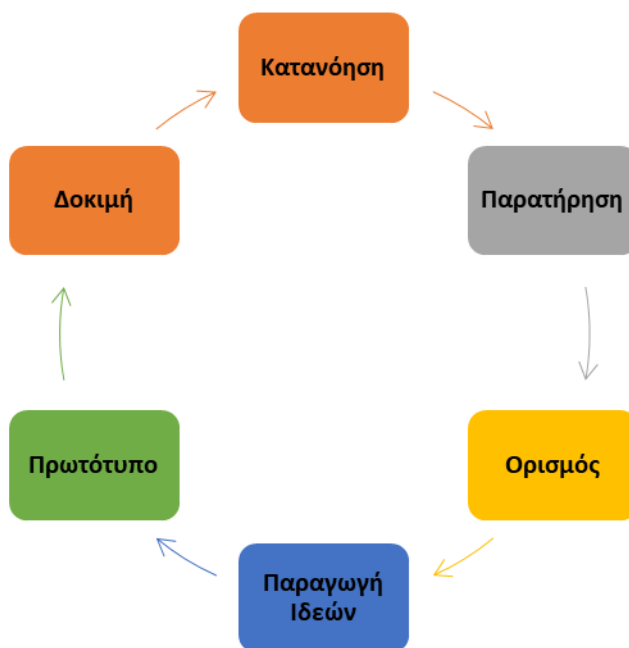 Κατανόηση
Παρατήρηση
Ορισμός
Παραγωγή
Ιδεών
Πρωτότυπο
Δοκιμή